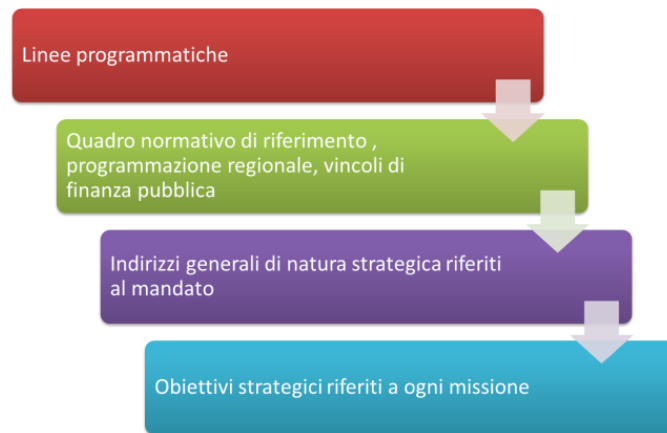 Linee programmatiche
Quadro normativo di riferimento ,
programmazione regionale, vincoli di
finanza pubblica
Indirizzi generali di natura strategica riferiti
al mandato
Obiettivi strategici riferiti a ogni missione